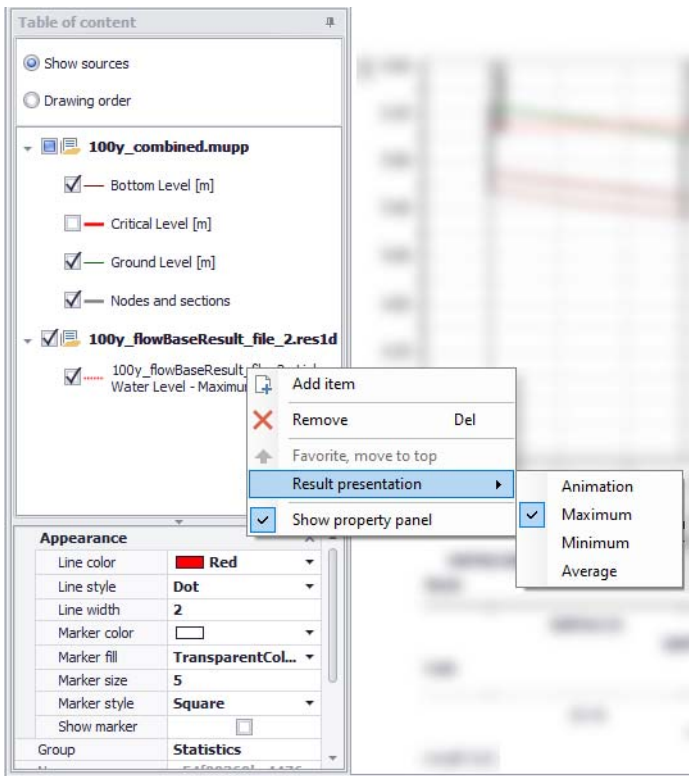 Table of content
Show sources
Drawing order
100y_combined.mupp
Bottom Level [m]
Critical Level [m]
Ground Level [m]
Nodes and sections
100y_flowBaseResult_file_2.res1d
100y_flowBaseResult
Water Level - Maximu
Add item
Remove Del
Favorite, move to top
Result presentation
Show property panel
Animation
Maximum
Minimum
Average
Appearance
Line color Red
Line style Dot
Line width 2
Marker color
Marker fill TransparentCol...
Marker size 5
Marker style Square
Show marker
Group Statistics